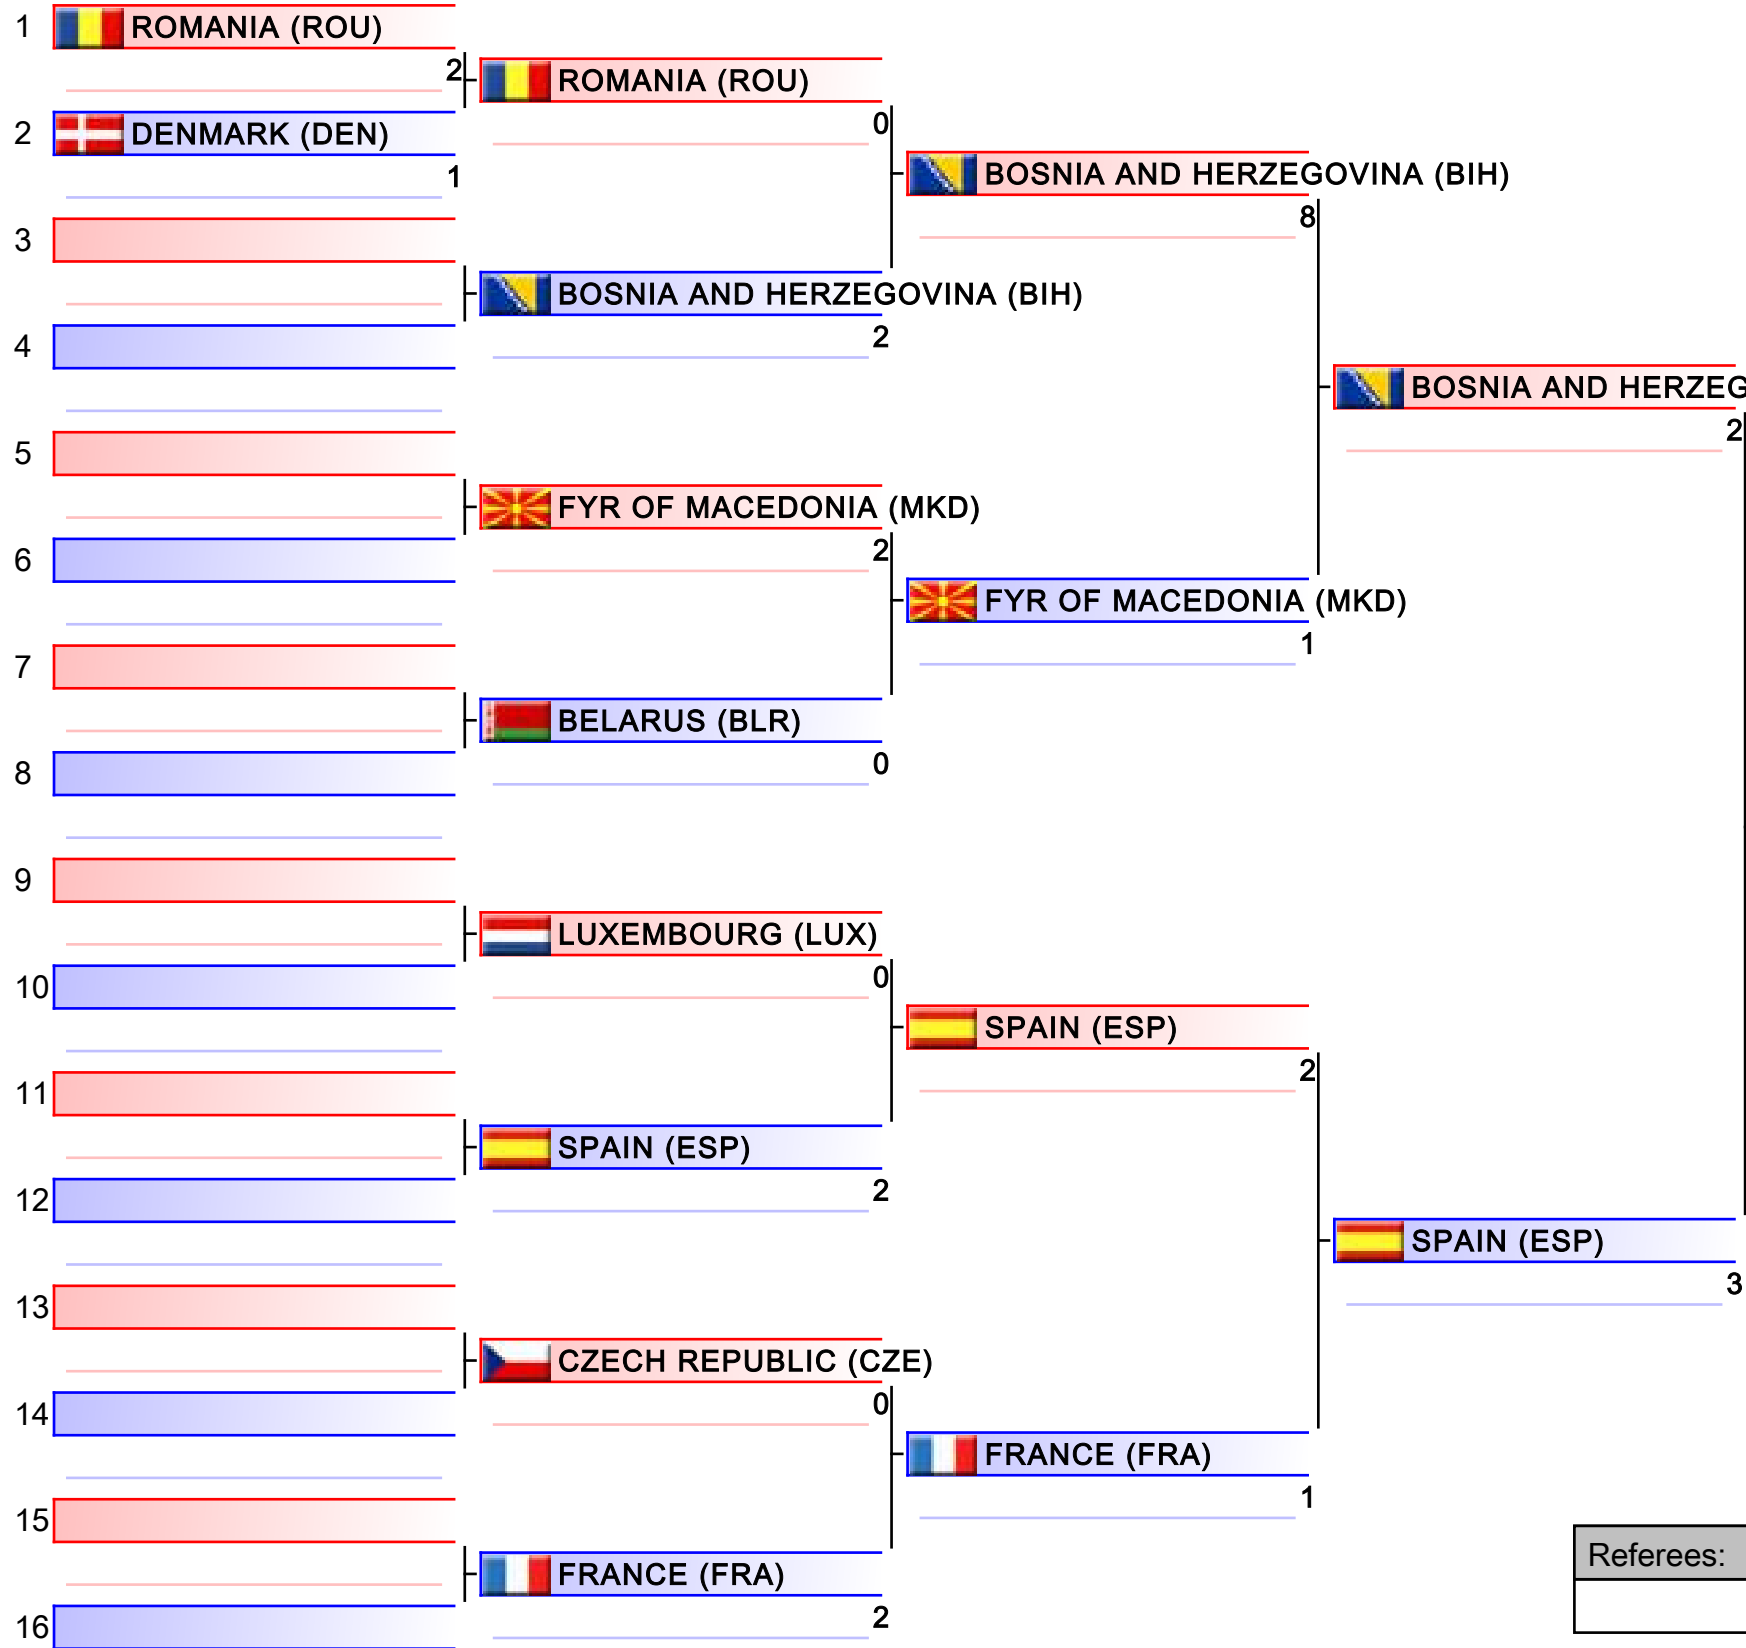 1 ROMANIA (ROU)
2 ROMANIA (ROU)
2 DENMARK (DEN)
0
1
BOSNIA AND HERZEGOVINA (BIH)
8
3
BOSNIA AND HERZEGOVINA (BIH)
2
4
BOSNIA AND HERZEG
2
5
FYR OF MACEDONIA (MKD)
2
6
FYR OF MACEDONIA (MKD)
1
7
BELARUS (BLR)
0
8
9
LUXEMBOURG (LUX)
0
10
SPAIN (ESP)
2
11
SPAIN (ESP)
2
12
SPAIN (ESP)
3
13
CZECH REPUBLIC (CZE)
0
14
FRANCE (FRA)
1
15
Referees:
FRANCE (FRA)
2
16